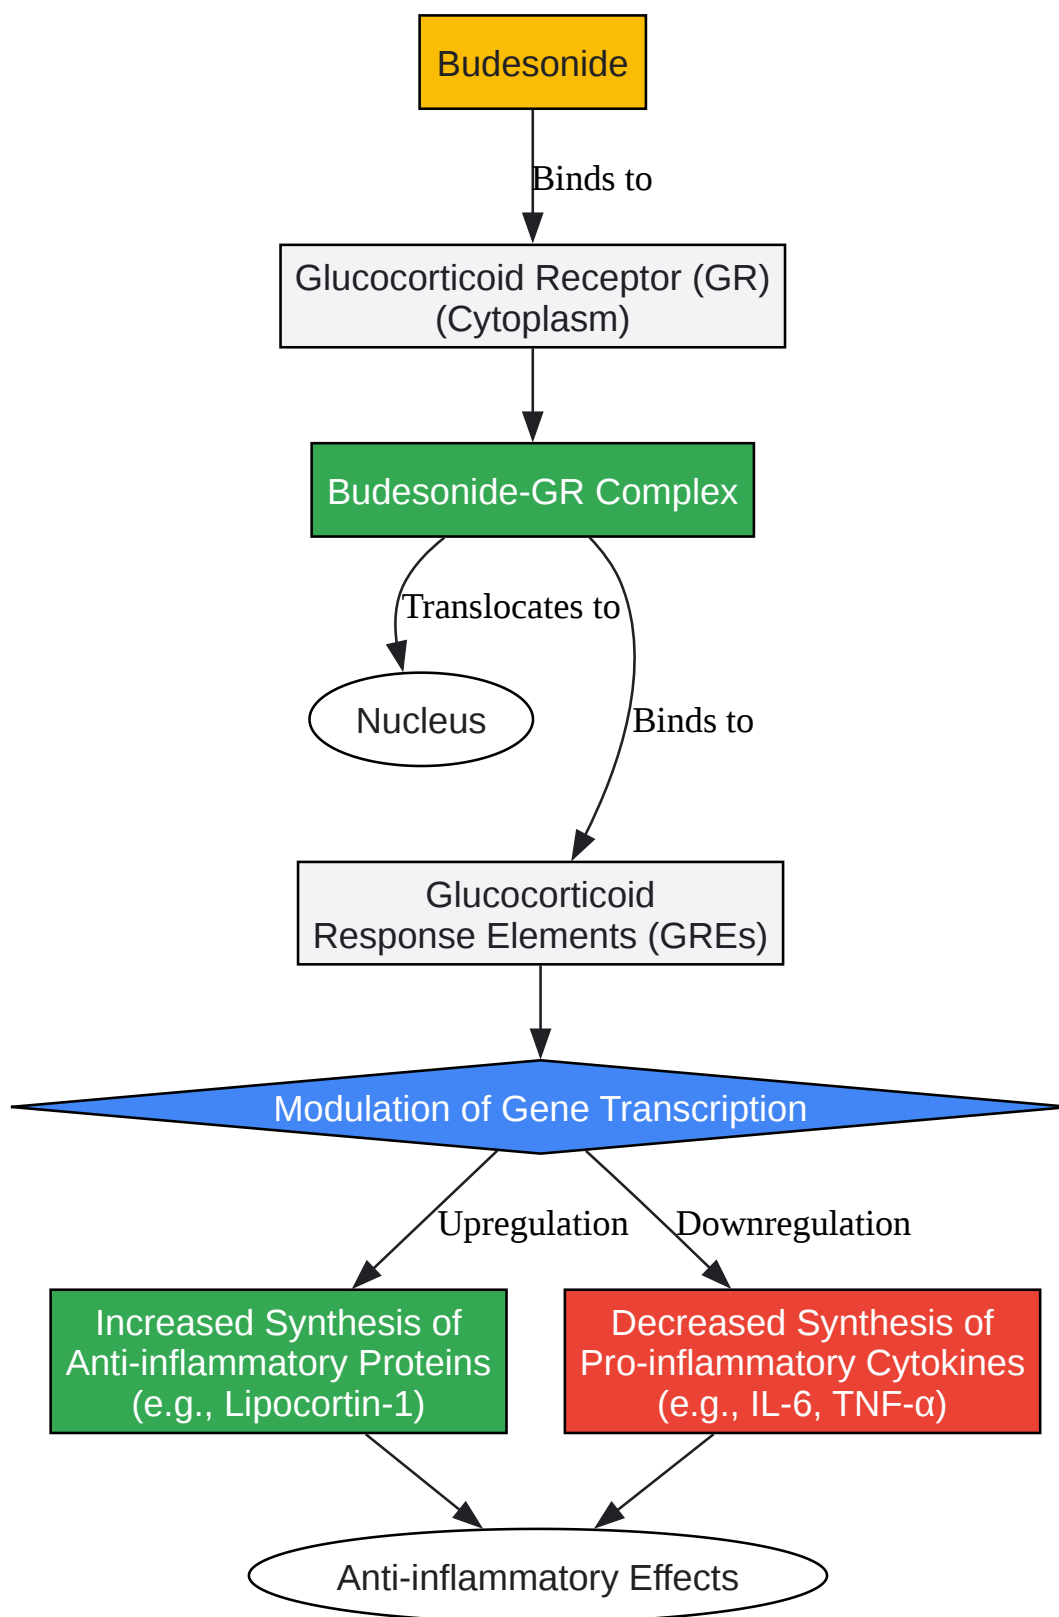 Budesonide
Binds to
Glucocorticoid Receptor (GR)
(Cytoplasm)
Budesonide-GR Complex
Translocates to
Nucleus
Binds to
Glucocorticoid
Response Elements (GREs)
Modulation of Gene Transcription
Upregulation
Downregulation
Increased Synthesis of
Anti-inflammatory Proteins
(e.g., Lipocortin-1)
Decreased Synthesis of
Pro-inflammatory Cytokines
(e.g., IL-6, TNF-α)
Anti-inflammatory Effects